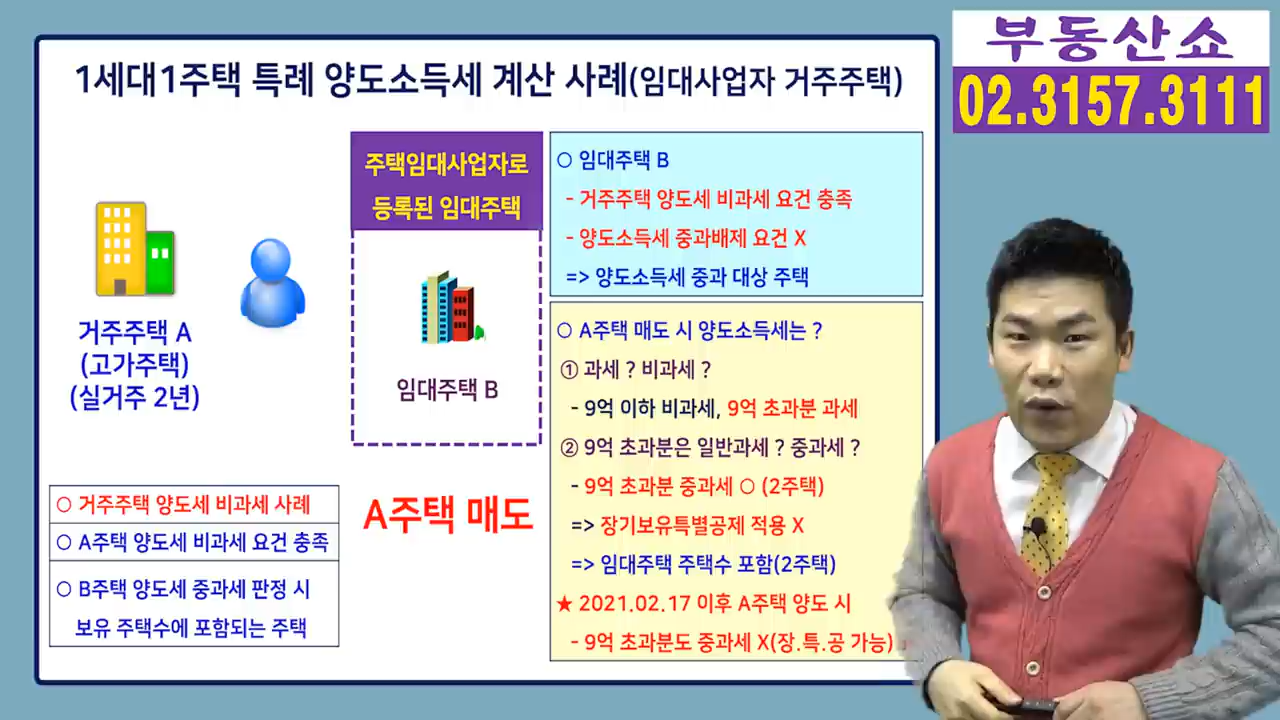 부동산쇼
02.3157.3111
1세대1주택 특례 양도소득세 계산 사례(임대사업자 거주주택)
거주주택 A
(고가주택)
(실거주 2년)
주택임대사업자로
등록된 임대주택
임대주택 B
○ 임대주택 B
- 거주주택 양도세 비과세 요건 충족
- 양도소득세 중과배제 요건 X
=> 양도소득세 중과 대상 주택
○ A주택 매도 시 양도소득세는 ?
① 과세 ? 비과세 ?
- 9억 이하 비과세, 9억 초과분 과세
② 9억 초과분은 일반과세 ? 중과세 ?
- 9억 초과분 중과세 ○ (2주택)
=> 장기보유특별공제 적용 X
=> 임대주택 주택수 포함(2주택)
★ 2021.02.17 이후 A주택 양도 시
- 9억 초과분도 중과세 X(장.특.공 가능)
○ 거주주택 양도세 비과세 사례
○ A주택 양도세 비과세 요건 충족
○ B주택 양도세 중과세 판정 시
보유 주택수에 포함되는 주택
A주택 매도